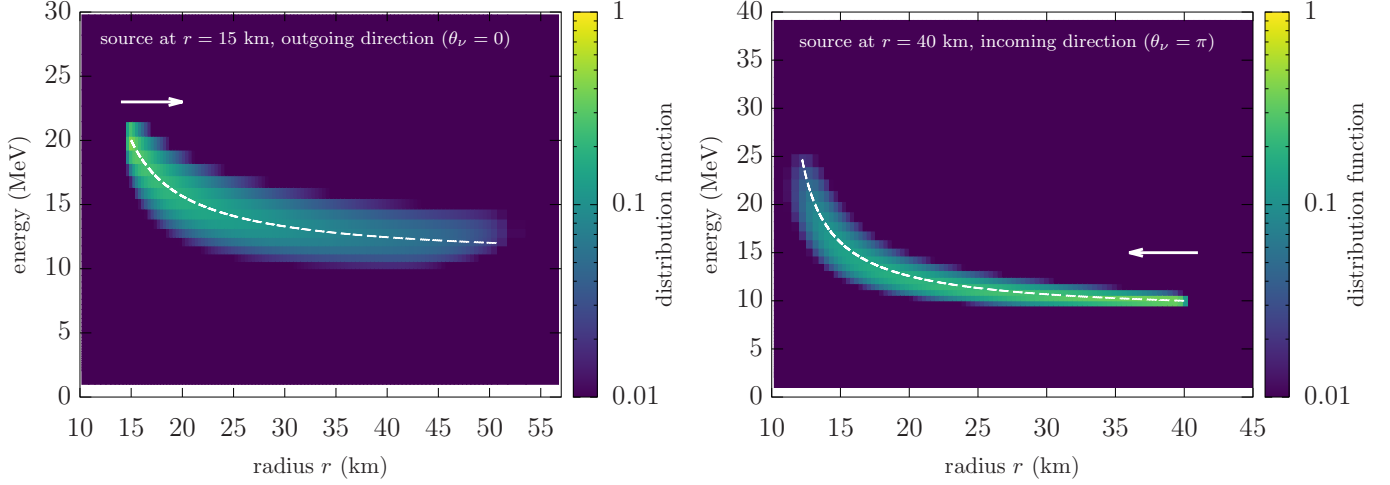 source at r = 15 km, outgoing direction (θν = 0)
energy (MeV)
30
25
20
15
10
5
0
10 15 20 25 30 35 40 45 50 55
radius r (km)
1
0.1
0.01
distribution function
source at r = 40 km, incoming direction (θν = π)
energy (MeV)
40
35
30
25
20
15
10
5
0
10 15 20 25 30 35 40 45
radius r (km)
1
0.1
0.01
distribution function